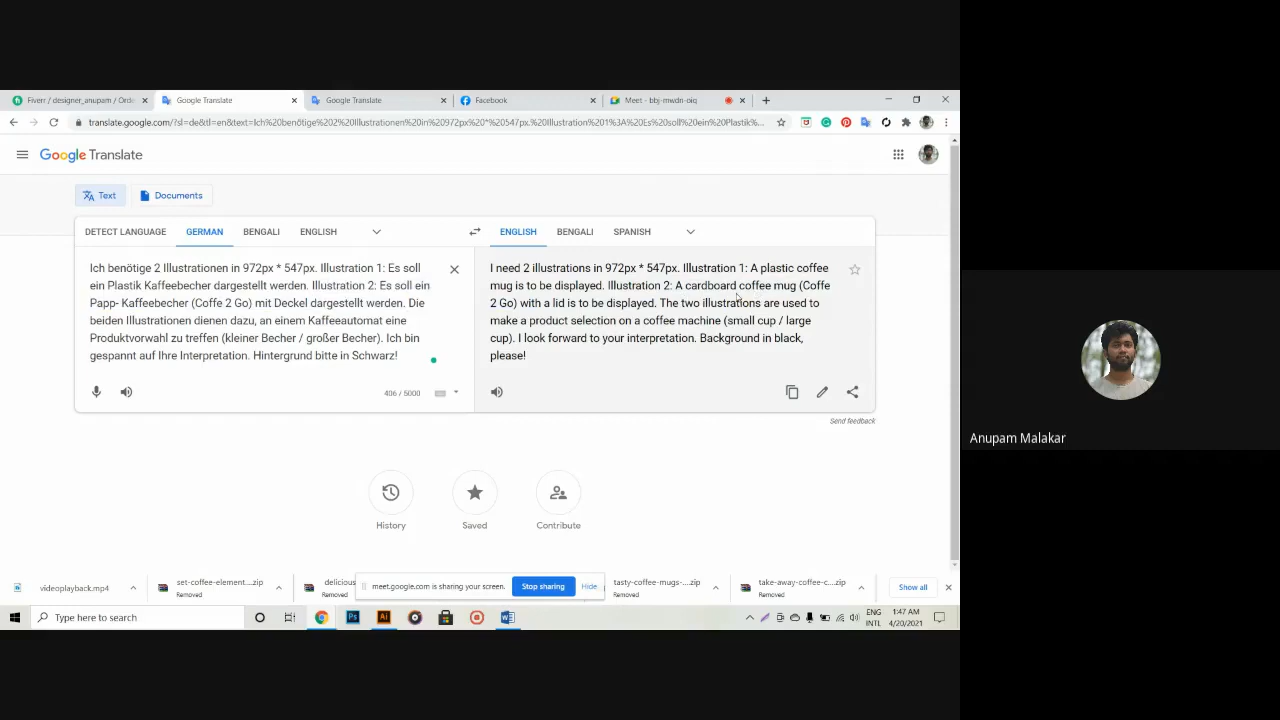 Fiverr / designer_anupam / Orde
Google Translate
Google Translate
Facebook
Meet - bbj-mwdn-oiq
translate.google.com/?sl=de&tl=en&text=Ich%20benötige%202%20Illustrationen%20in%20972px%20*%20547px.%20Illustration%201%3A%20Es%20soll%20ein%20Plastik%...
Google Translate
Text
Documents
DETECT LANGUAGE
GERMAN
BENGALI
ENGLISH
ENGLISH
BENGALI
SPANISH
Ich benötige 2 Illustrationen in 972px * 547px. Illustration 1: Es soll
ein Plastik Kaffeebecher dargestellt werden. Illustration 2: Es soll ein
Papp- Kaffeebecher (Coffe 2 Go) mit Deckel dargestellt werden. Die
beiden Illustrationen dienen dazu, an einem Kaffeeautomat eine
Produktvorwahl zu treffen (kleiner Becher / großer Becher). Ich bin
gespannt auf Ihre Interpretation. Hintergrund bitte in Schwarz!
406 / 5000
I need 2 illustrations in 972px * 547px. Illustration 1: A plastic coffee
mug is to be displayed. Illustration 2: A cardboard coffee mug (Coffe
2 Go) with a lid is to be displayed. The two illustrations are used to
make a product selection on a coffee machine (small cup / large
cup). I look forward to your interpretation. Background in black,
please!
Send feedback
History
Saved
Contribute
videoplayback.mp4
set-coffee-element....zip
Removed
delicious
Removed
meet.google.com is sharing your screen.
Stop sharing
Hide
tasty-coffee-mugs-....zip
Removed
take-away-coffee-c....zip
Removed
Show all
Type here to search
ENG
INTL
1:47 AM
4/20/2021
Anupam Malakar